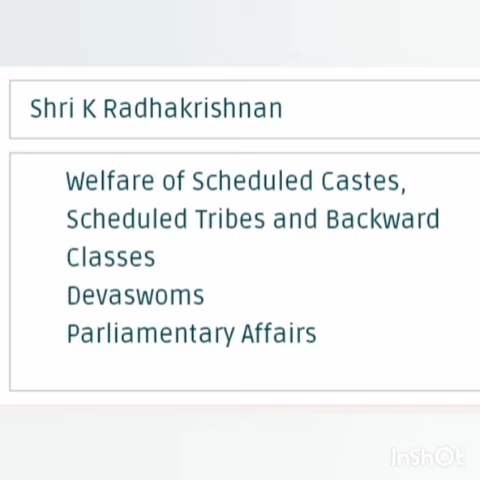 Shri K Radhakrishnan
Welfare of Scheduled Castes,
Scheduled Tribes and Backward
Classes
Devaswoms
Parliamentary Affairs
InShOt